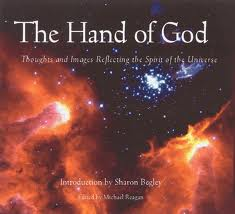 The Hand of God
Thoughts and Images Reflecting the Spirit of the Universe
Introduction by Sharon Begley
Edited by Michael Reagan